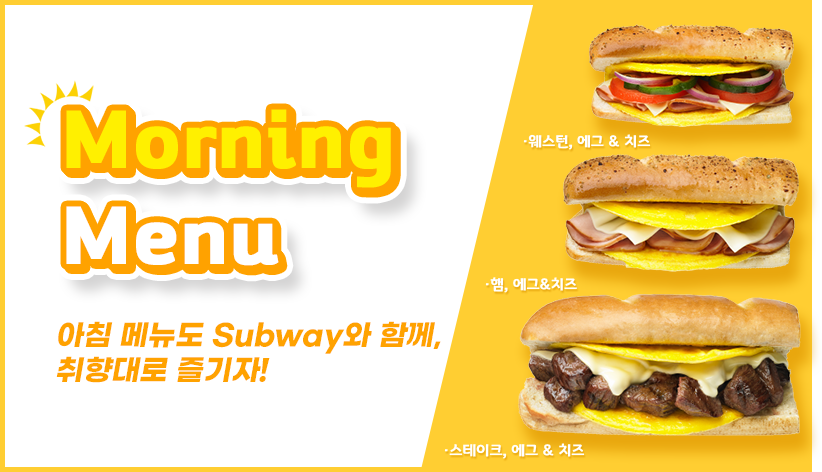 Morning
Menu
아침 메뉴도 Subway와 함께,
취향대로 즐기자!
·웨스턴, 에그 & 치즈
·햄, 에그&치즈
·스테이크, 에그 & 치즈